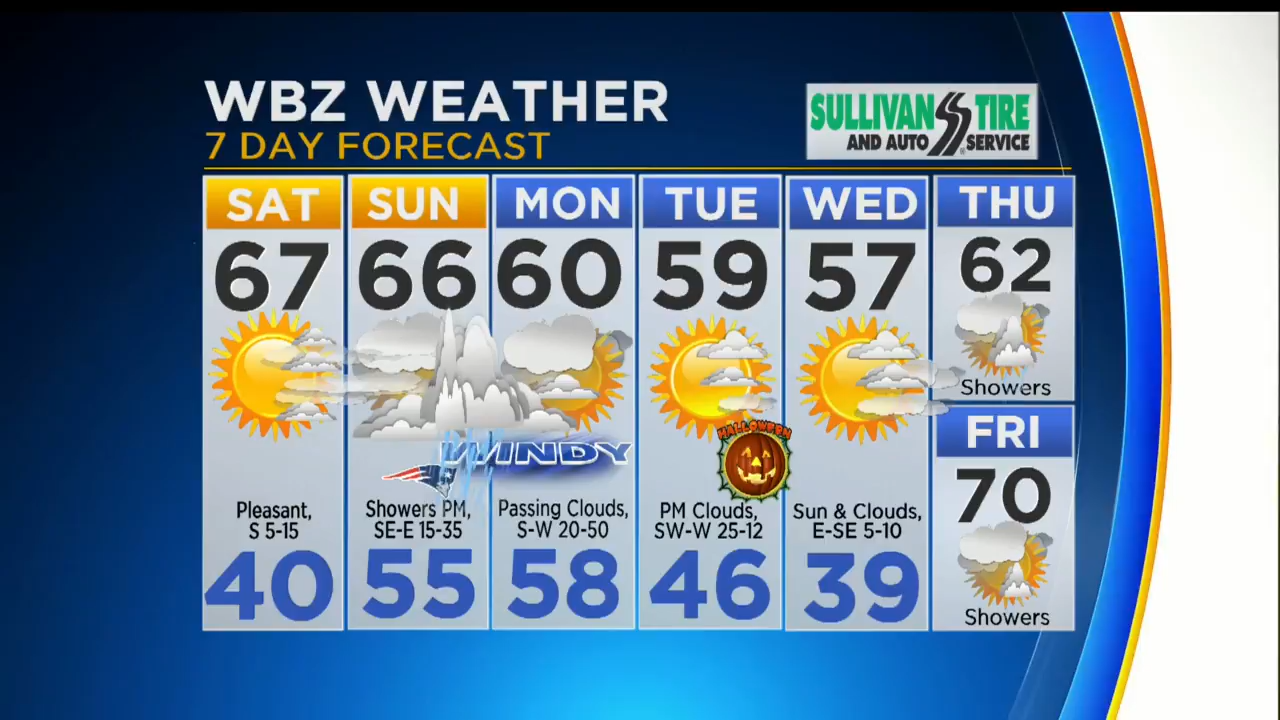 WBZ WEATHER
7 DAY FORECAST
SULLIVAN TIRE
AND AUTO SERVICE
SAT
67
Pleasant,
S 5-15
40
SUN
66
Showers PM,
SE-E 15-35
55
MON
60
WINDY
Passing Clouds,
S-W 20-50
58
TUE
59
HALLOWEEN
PM Clouds,
SW-W 25-12
46
WED
57
Sun & Clouds,
E-SE 5-10
39
THU
62
Showers
FRI
70
Showers